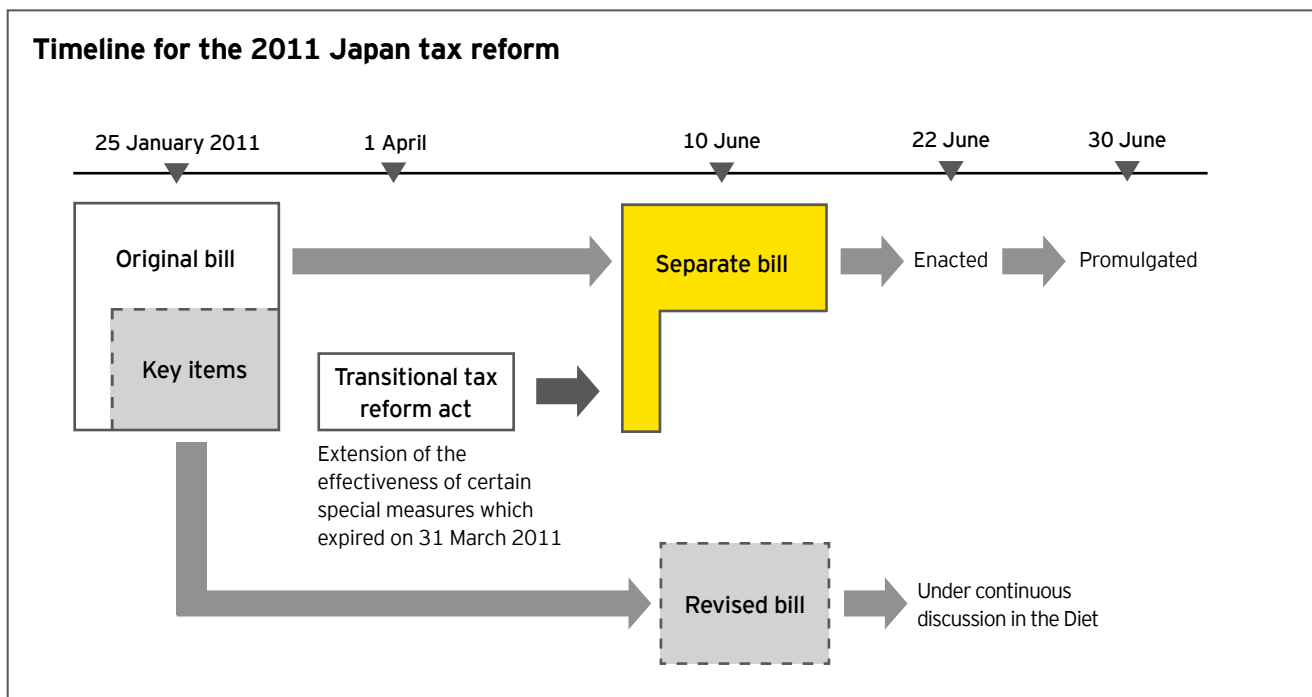 Timeline for the 2011 Japan tax reform
25 January 2011
1 April
10 June
22 June
30 June
Original bill
Key items
Transitional tax
reform act
Extension of the
effectiveness of certain
special measures which
expired on 31 March 2011
Separate bill
Enacted
Promulgated
Revised bill
Under continuous
discussion in the Diet